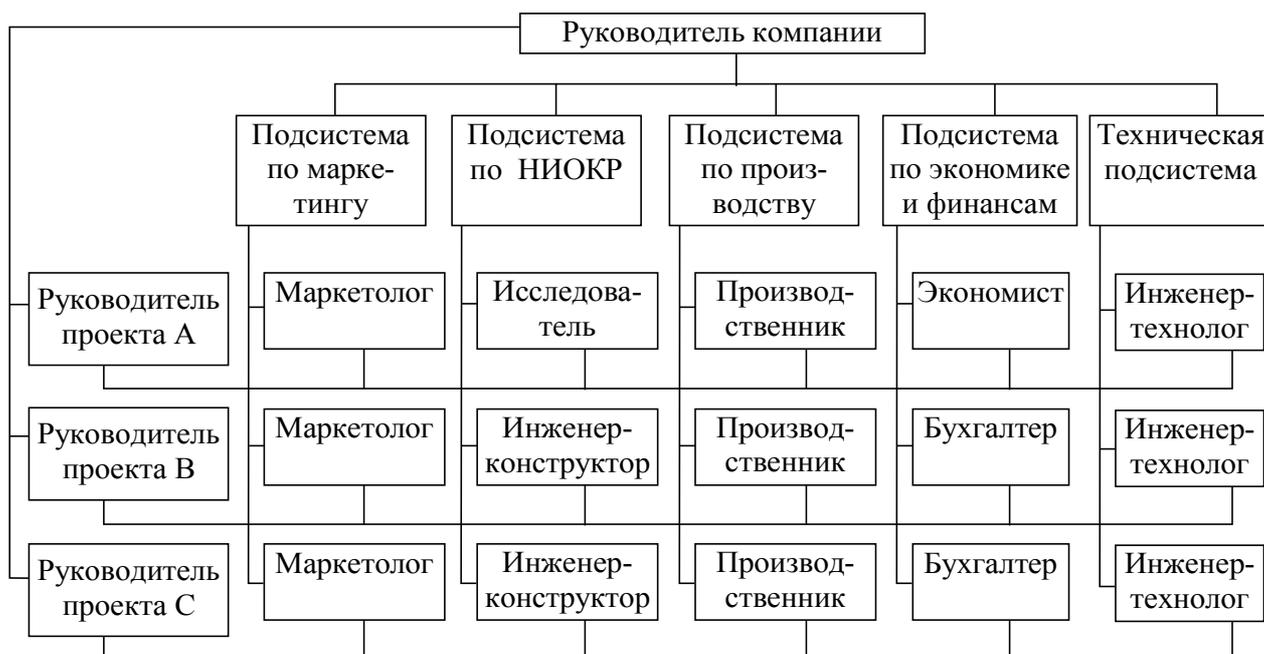 Руководитель компании
Подсистема
по марке-
тингу
Подсистема
по НИОКР
Подсистема
по произ-
водству
Подсистема
по экономике
и финансам
Техническая
подсистема
Руководитель
проекта А
Маркетолог
Исследова-
тель
Производ-
ственник
Экономист
Инженер-
технолог
Руководитель
проекта В
Маркетолог
Инженер-
конструктор
Производ-
ственник
Бухгалтер
Инженер-
технолог
Руководитель
проекта С
Маркетолог
Инженер-
конструктор
Производ-
ственник
Бухгалтер
Инженер-
технолог